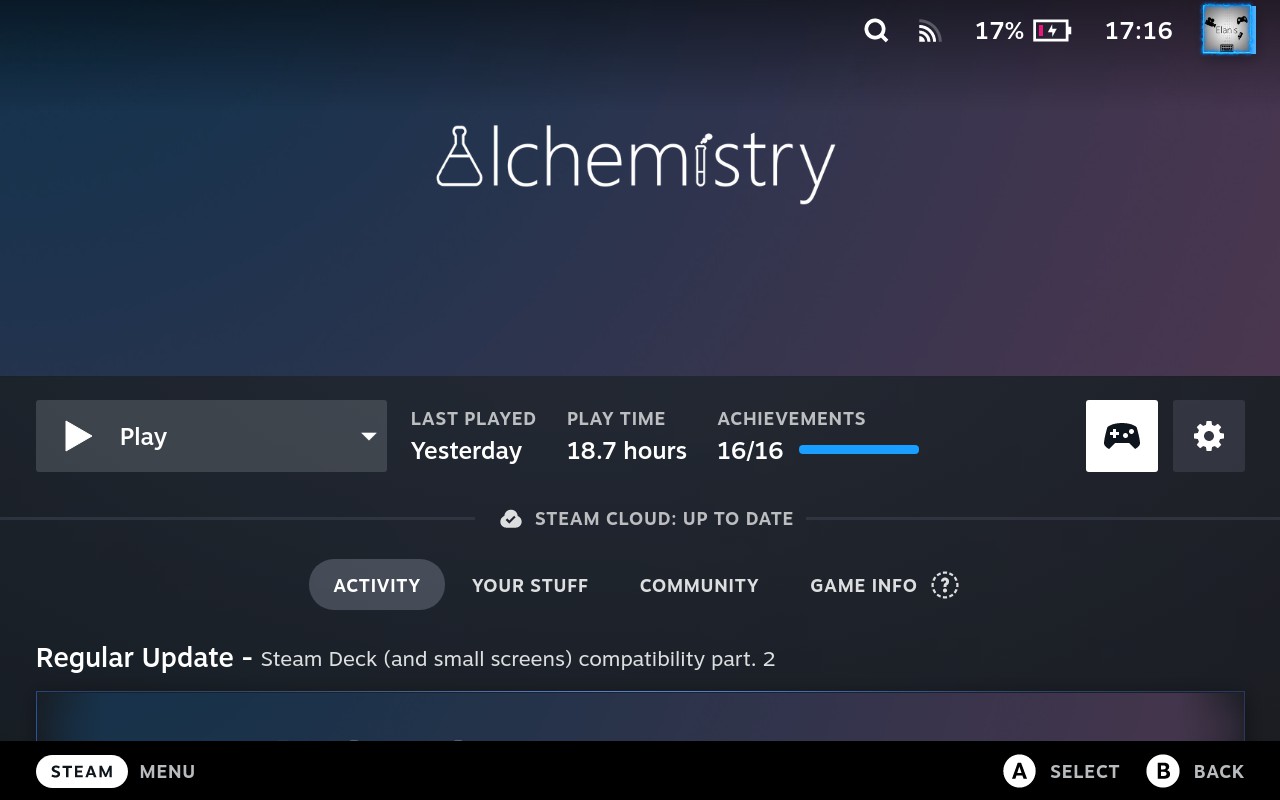 17%
17:16
Elan s
Alchemistry
Play
LAST PLAYED
Yesterday
PLAY TIME
18.7 hours
ACHIEVEMENTS
16/16
STEAM CLOUD: UP TO DATE
ACTIVITY
YOUR STUFF
COMMUNITY
GAME INFO
?
Regular Update - Steam Deck (and small screens) compatibility part. 2
STEAM MENU
A SELECT
B BACK